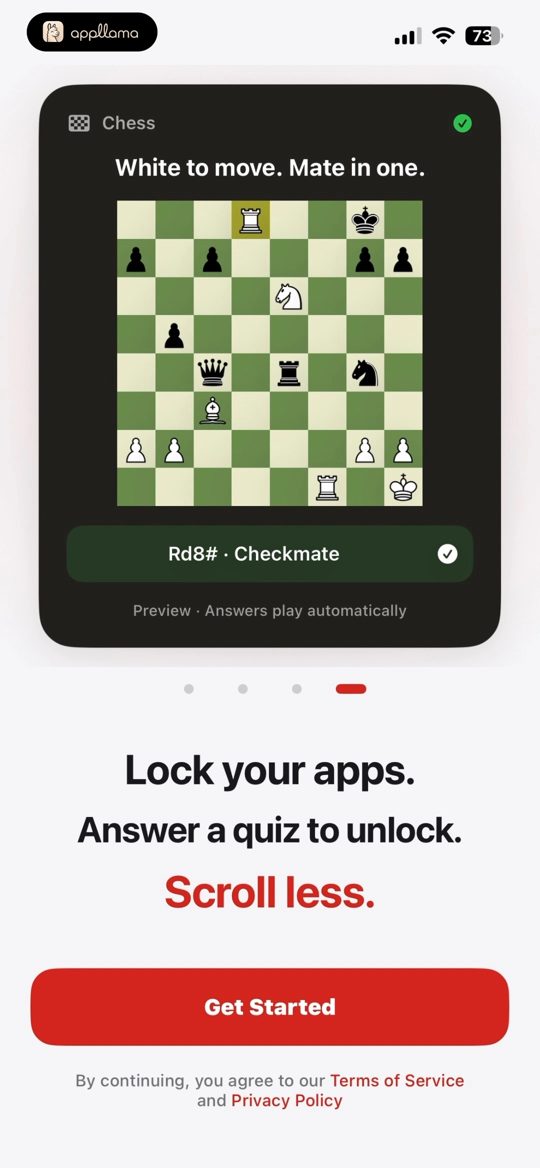 appllama
73
Chess
White to move. Mate in one.
Rd8# · Checkmate
Preview · Answers play automatically
Lock your apps.
Answer a quiz to unlock.
Scroll less.
Get Started
By continuing, you agree to our Terms of Service
and Privacy Policy